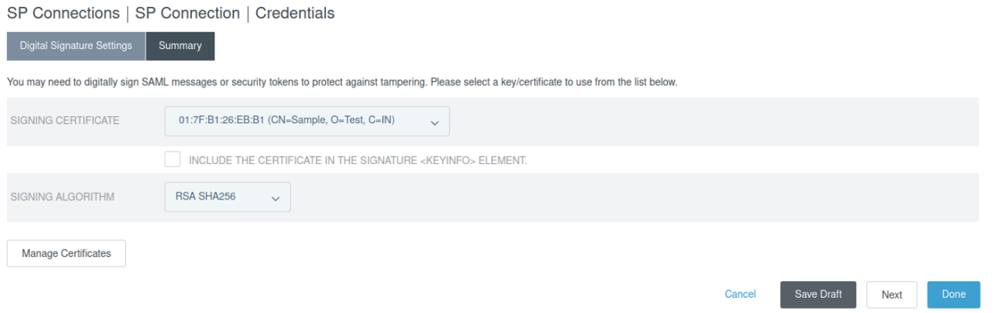 SP Connections | SP Connection | Credentials
Digital Signature Settings
Summary
You may need to digitally sign SAML messages or security tokens to protect against tampering. Please select a key/certificate to use from the list below.
SIGNING CERTIFICATE
01:7F:B1:26:EB:B1 (CN=Sample, O=Test, C=IN)
INCLUDE THE CERTIFICATE IN THE SIGNATURE <KEYINFO> ELEMENT.
SIGNING ALGORITHM
RSA SHA256
Manage Certificates
Cancel
Save Draft
Next
Done